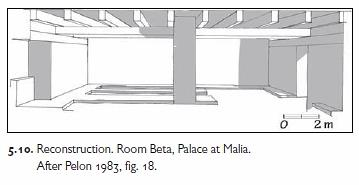 0 2 m
5.10. Reconstruction. Room Beta, Palace at Malia.
After Pelon 1983, fig. 18.